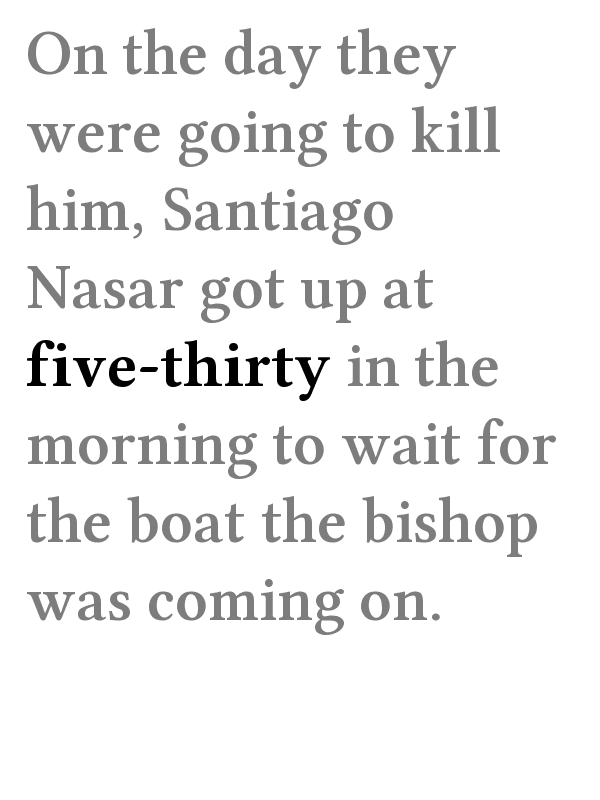 On the day they
were going to kill
him, Santiago
Nasar got up at
five-thirty in the
morning to wait for
the boat the bishop
was coming on.